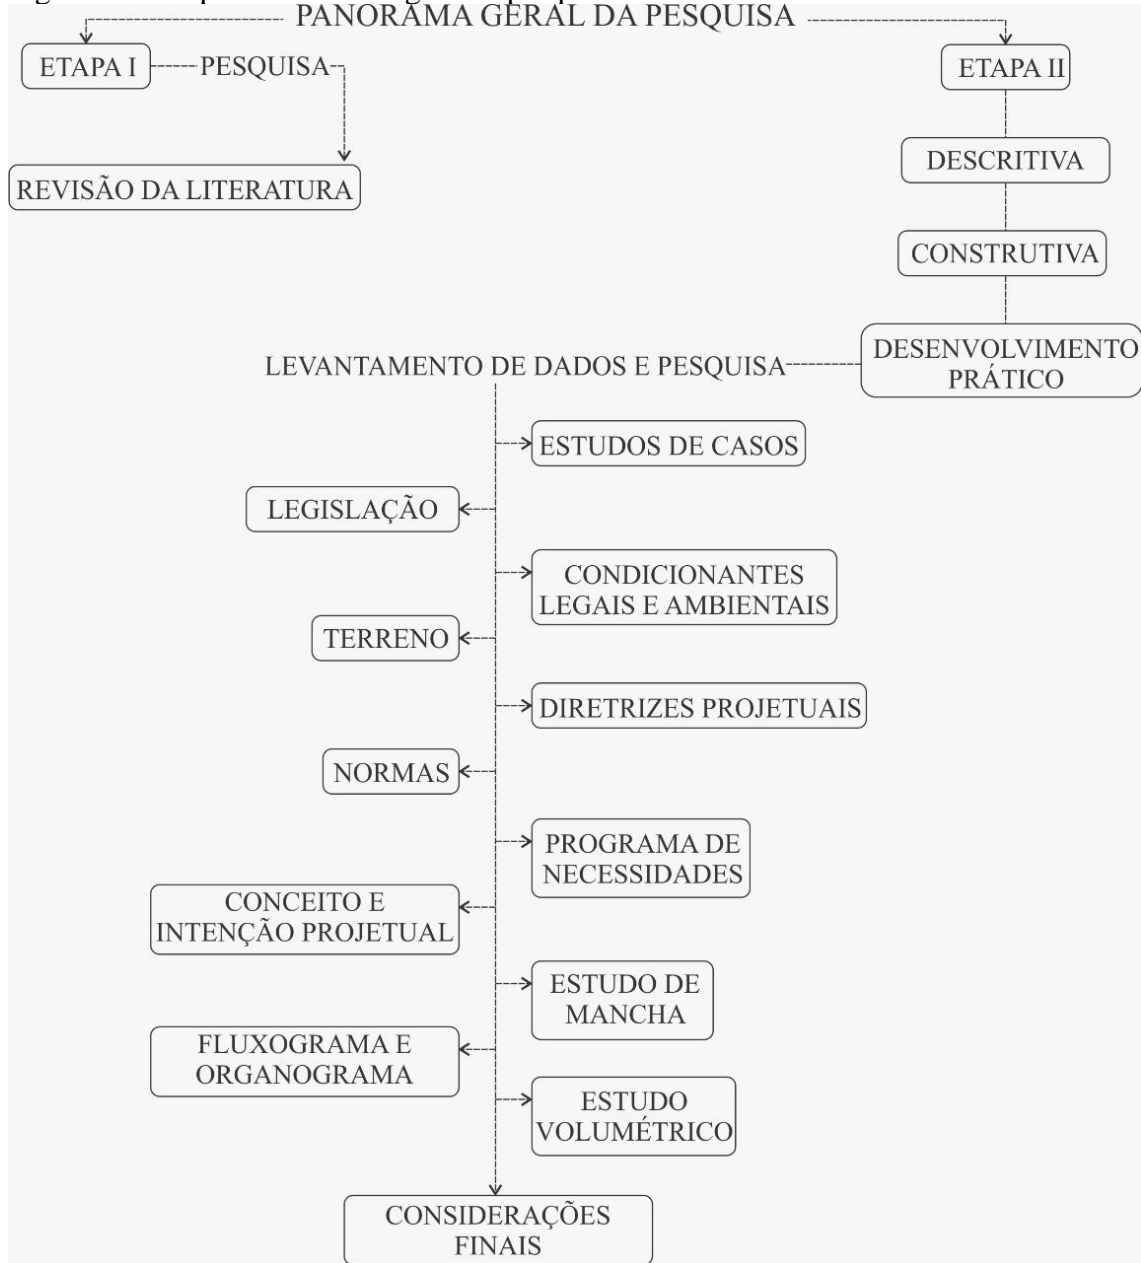 PANORAMA GERAL DA PESQUISA
ETAPA I
PESQUISA
ETAPA II
DESCRITIVA
REVISÃO DA LITERATURA
CONSTRUTIVA
DESENVOLVIMENTO
PRÁTICO
LEVANTAMENTO DE DADOS E PESQUISA
ESTUDOS DE CASOS
LEGISLAÇÃO
CONDICIONANTES
LEGAIS E AMBIENTAIS
TERRENO
DIRETRIZES PROJETUAIS
NORMAS
PROGRAMA DE
NECESSIDADES
CONCEITO E
INTENÇÃO PROJETUAL
ESTUDO DE
MANCHA
FLUXOGRAMA E
ORGANOGRAMA
ESTUDO
VOLUMÉTRICO
CONSIDERAÇÕES
FINAIS